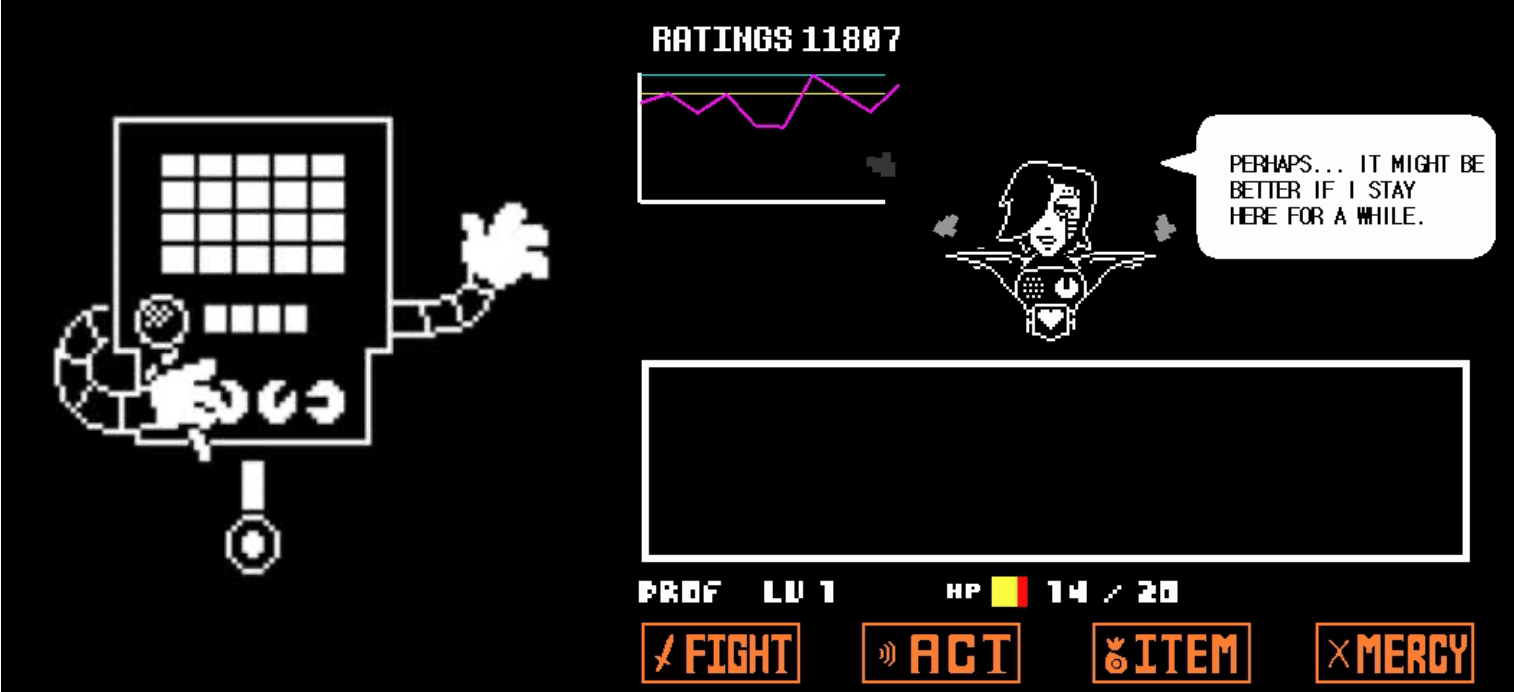 RATINGS 11807
PERHAPS... IT MIGHT BE
BETTER IF I STAY
HERE FOR A WHILE.
PROF LV 1 HP 14 / 20
FIGHT ACT ITEM MERCY